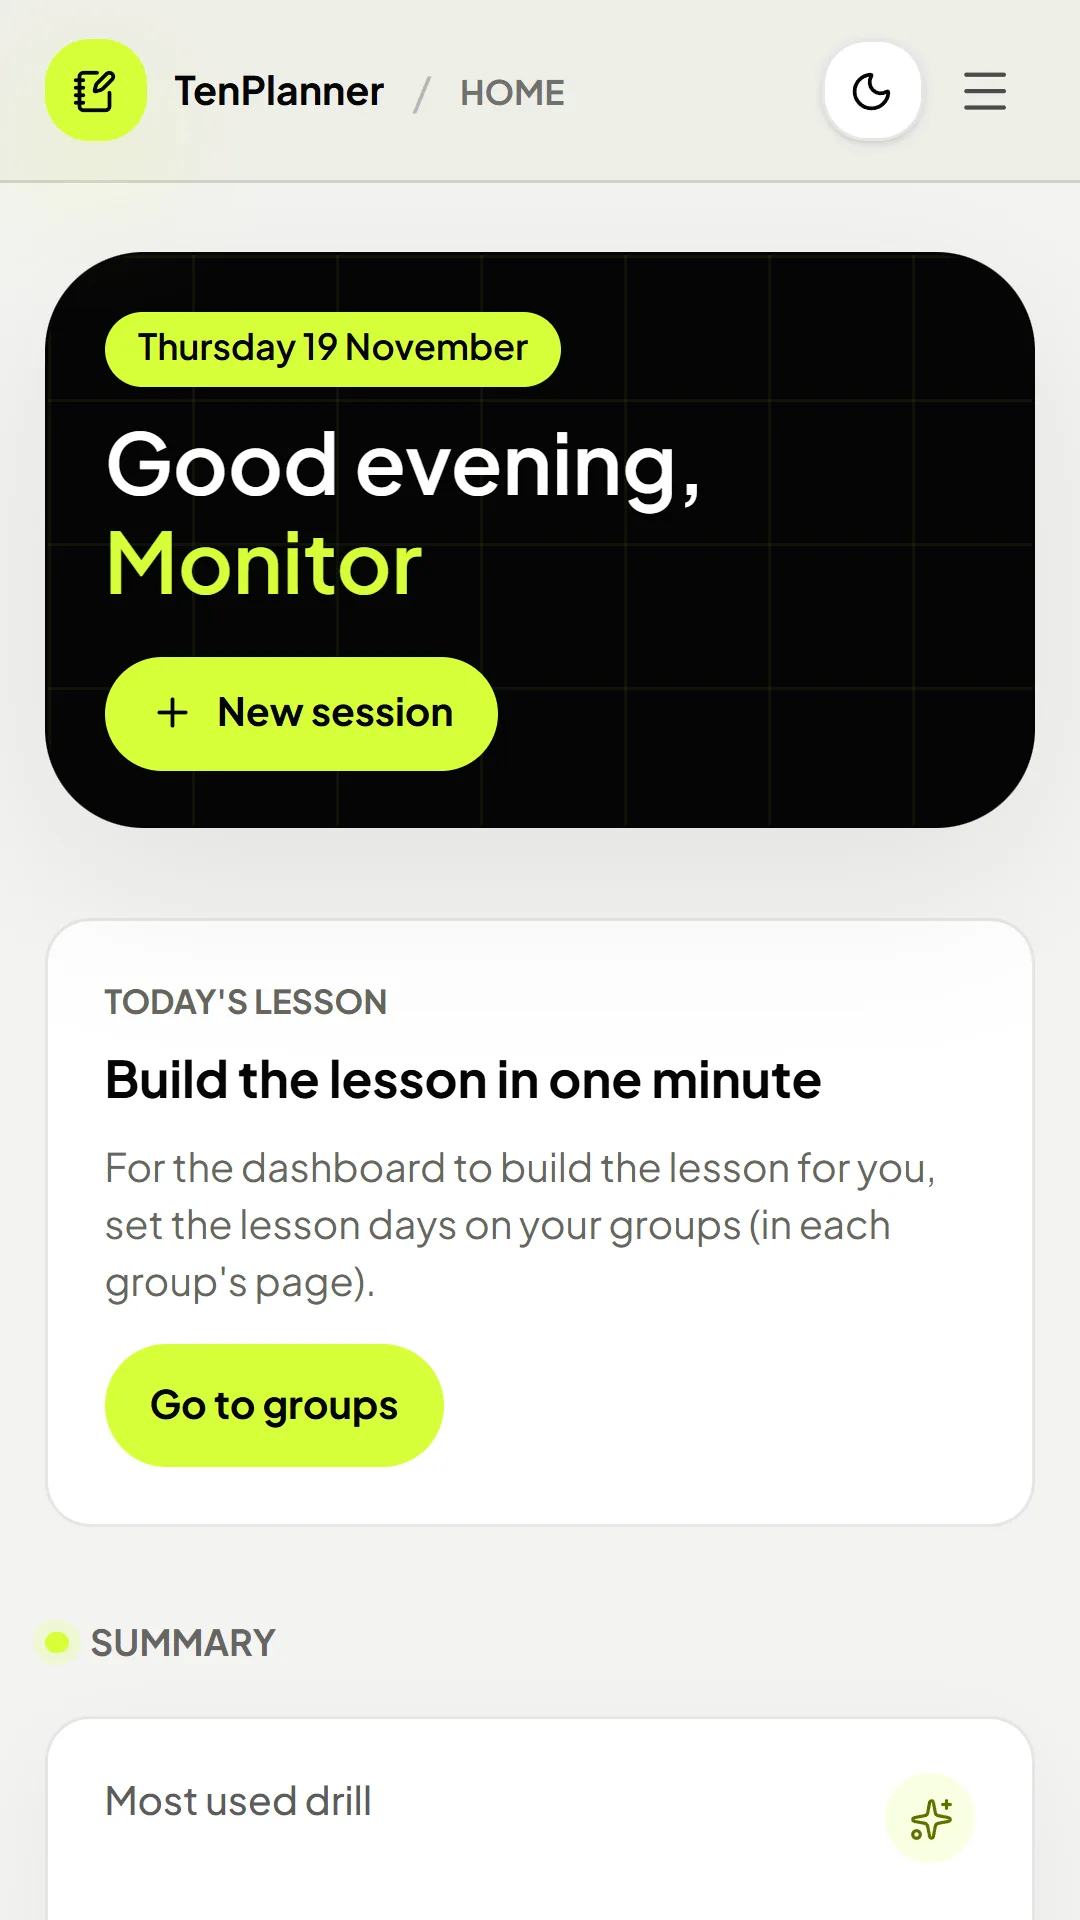 TenPlanner / HOME
Thursday 19 November
Good evening,
Monitor
+ New session
TODAY'S LESSON
Build the lesson in one minute
For the dashboard to build the lesson for you,
set the lesson days on your groups (in each
group's page).
Go to groups
SUMMARY
Most used drill